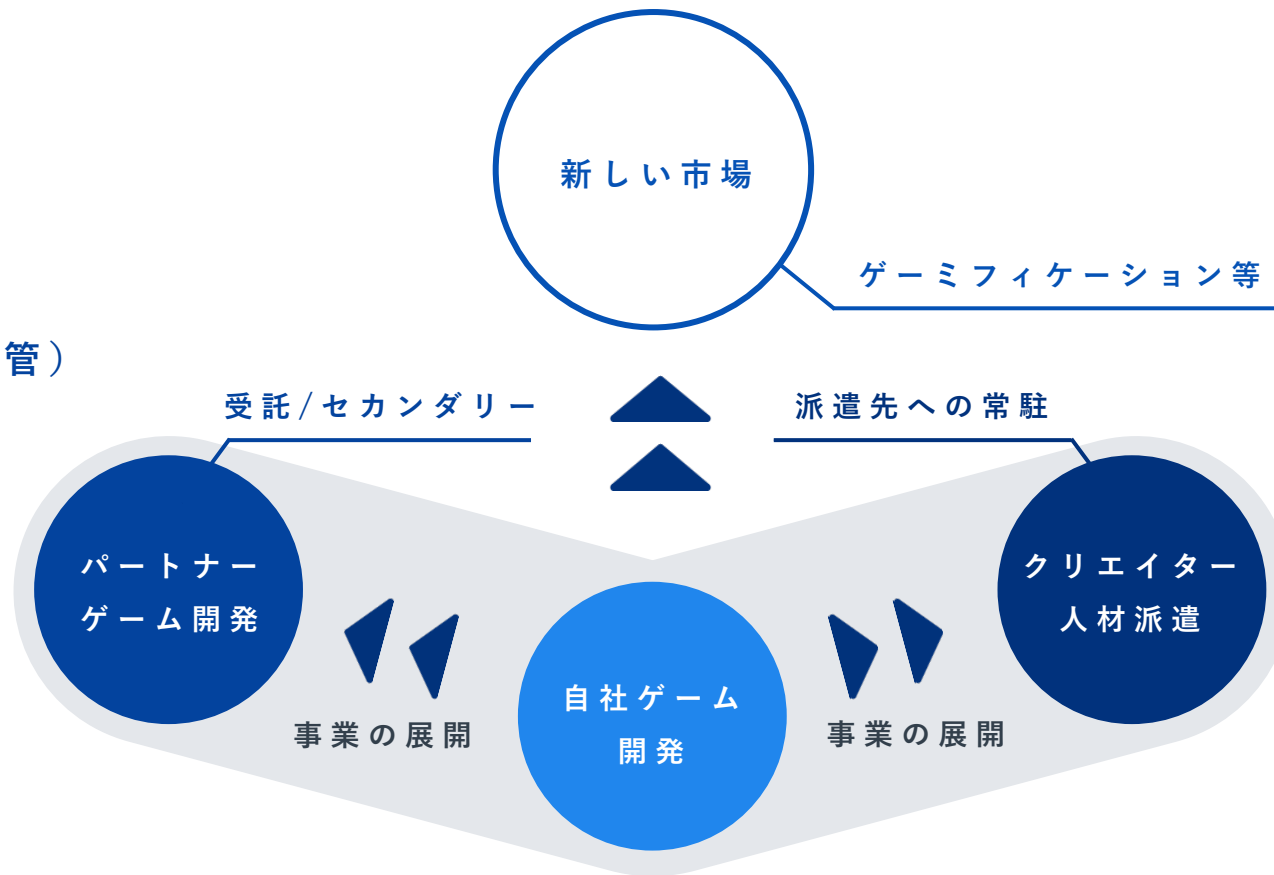 新しい市場
ゲーミフィケーション等
管）
受託/セカンダリー
派遣先への常駐
パートナー
ゲーム開発
クリエイター
人材派遣
自社ゲーム
開発
事業の展開
事業の展開